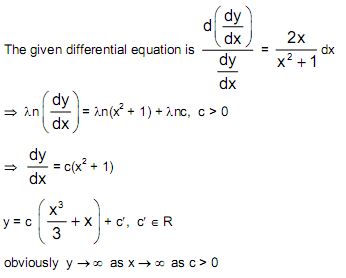 The given differential equation is d(dy/dx) / (dy/dx) = 2x / (x² + 1) dx
⇒ λn(dy/dx) = λn(x² + 1) + λnc, c > 0
⇒ dy/dx = c(x² + 1)
y = c (x³/3 + x) + c′, c′ ∈ R
obviously y → ∞ as x → ∞ as c > 0